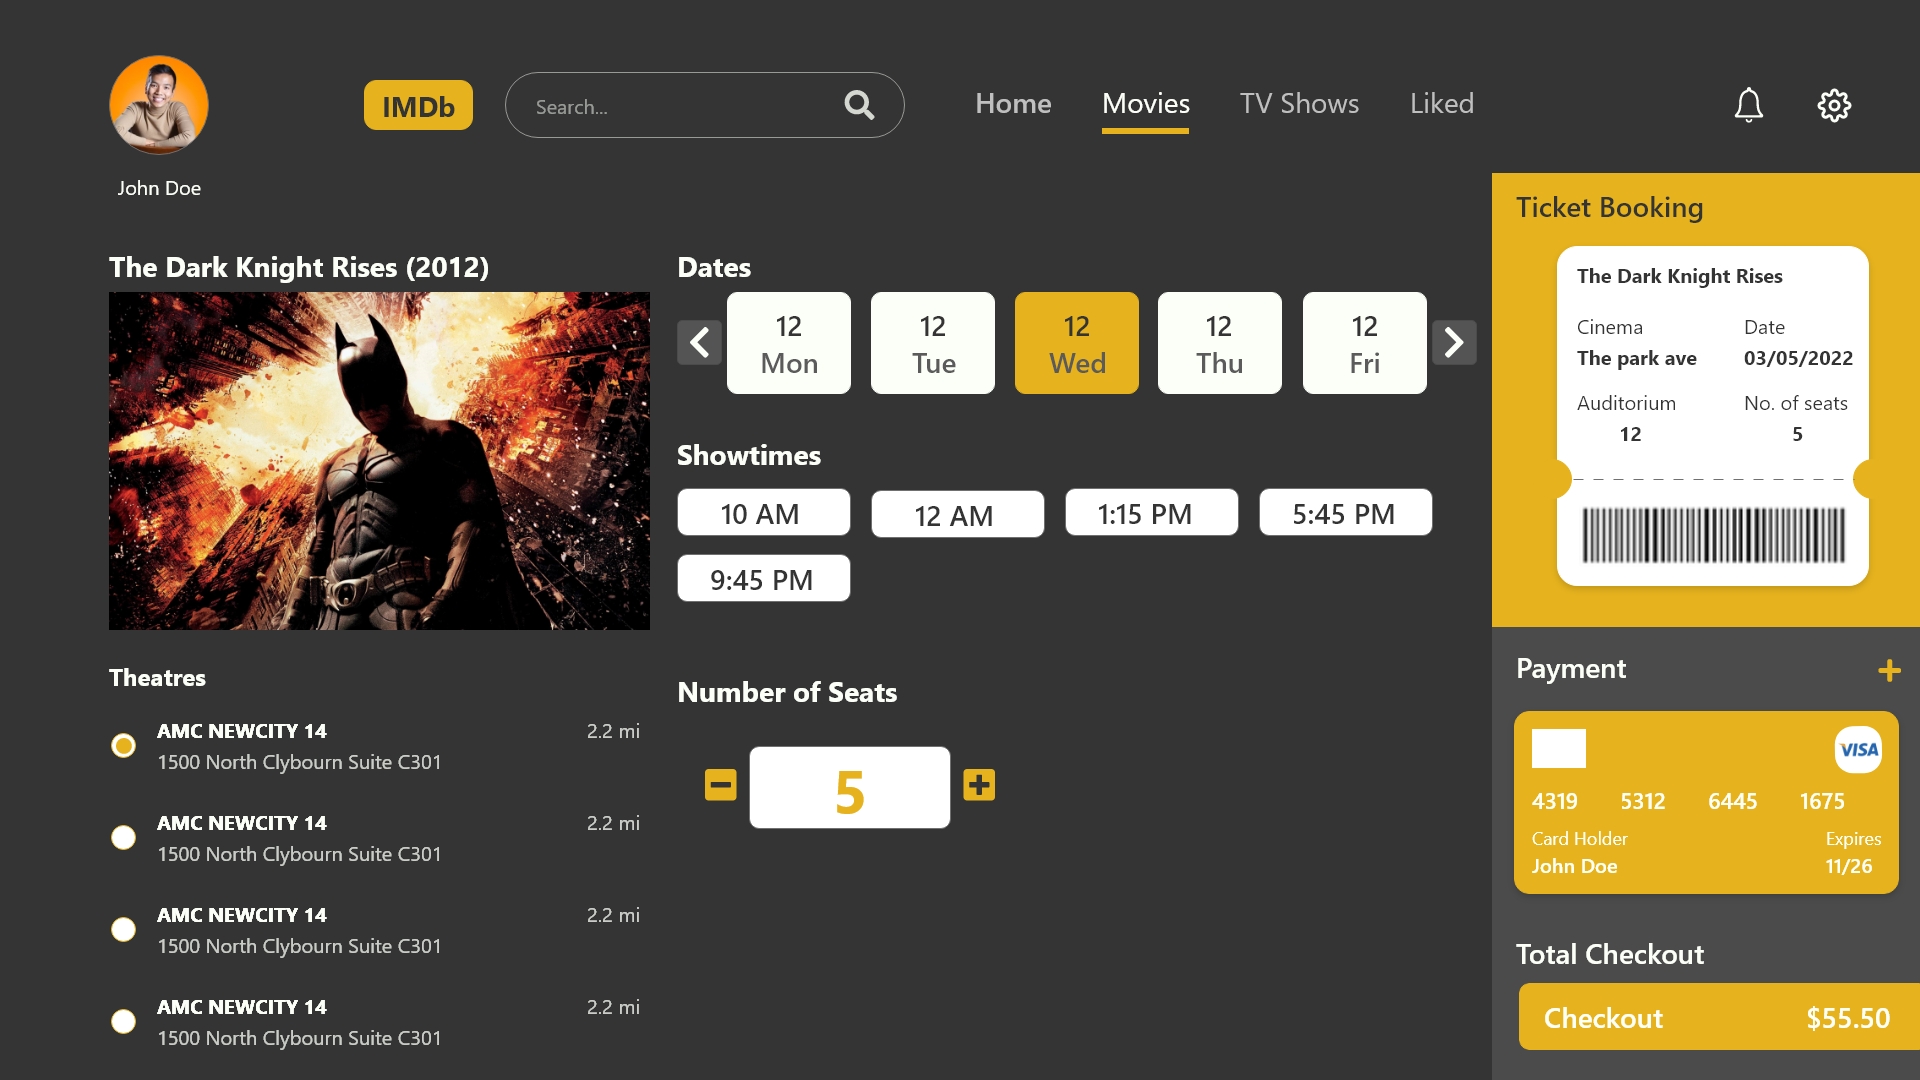 IMDb
Search...
Home
Movies
TV Shows
Liked
John Doe
The Dark Knight Rises (2012)
Theatres
AMC NEWCITY 14
2.2 mi
1500 North Clybourn Suite C301
AMC NEWCITY 14
2.2 mi
1500 North Clybourn Suite C301
AMC NEWCITY 14
2.2 mi
1500 North Clybourn Suite C301
AMC NEWCITY 14
2.2 mi
1500 North Clybourn Suite C301
Dates
12
Mon
12
Tue
12
Wed
12
Thu
12
Fri
Showtimes
10 AM
12 AM
1:15 PM
5:45 PM
9:45 PM
Number of Seats
5
Ticket Booking
The Dark Knight Rises
Cinema
The park ave
Date
03/05/2022
Auditorium
12
No. of seats
5
Payment
VISA
4319 5312 6445 1675
Card Holder
John Doe
Expires
11/26
Total Checkout
Checkout $55.50